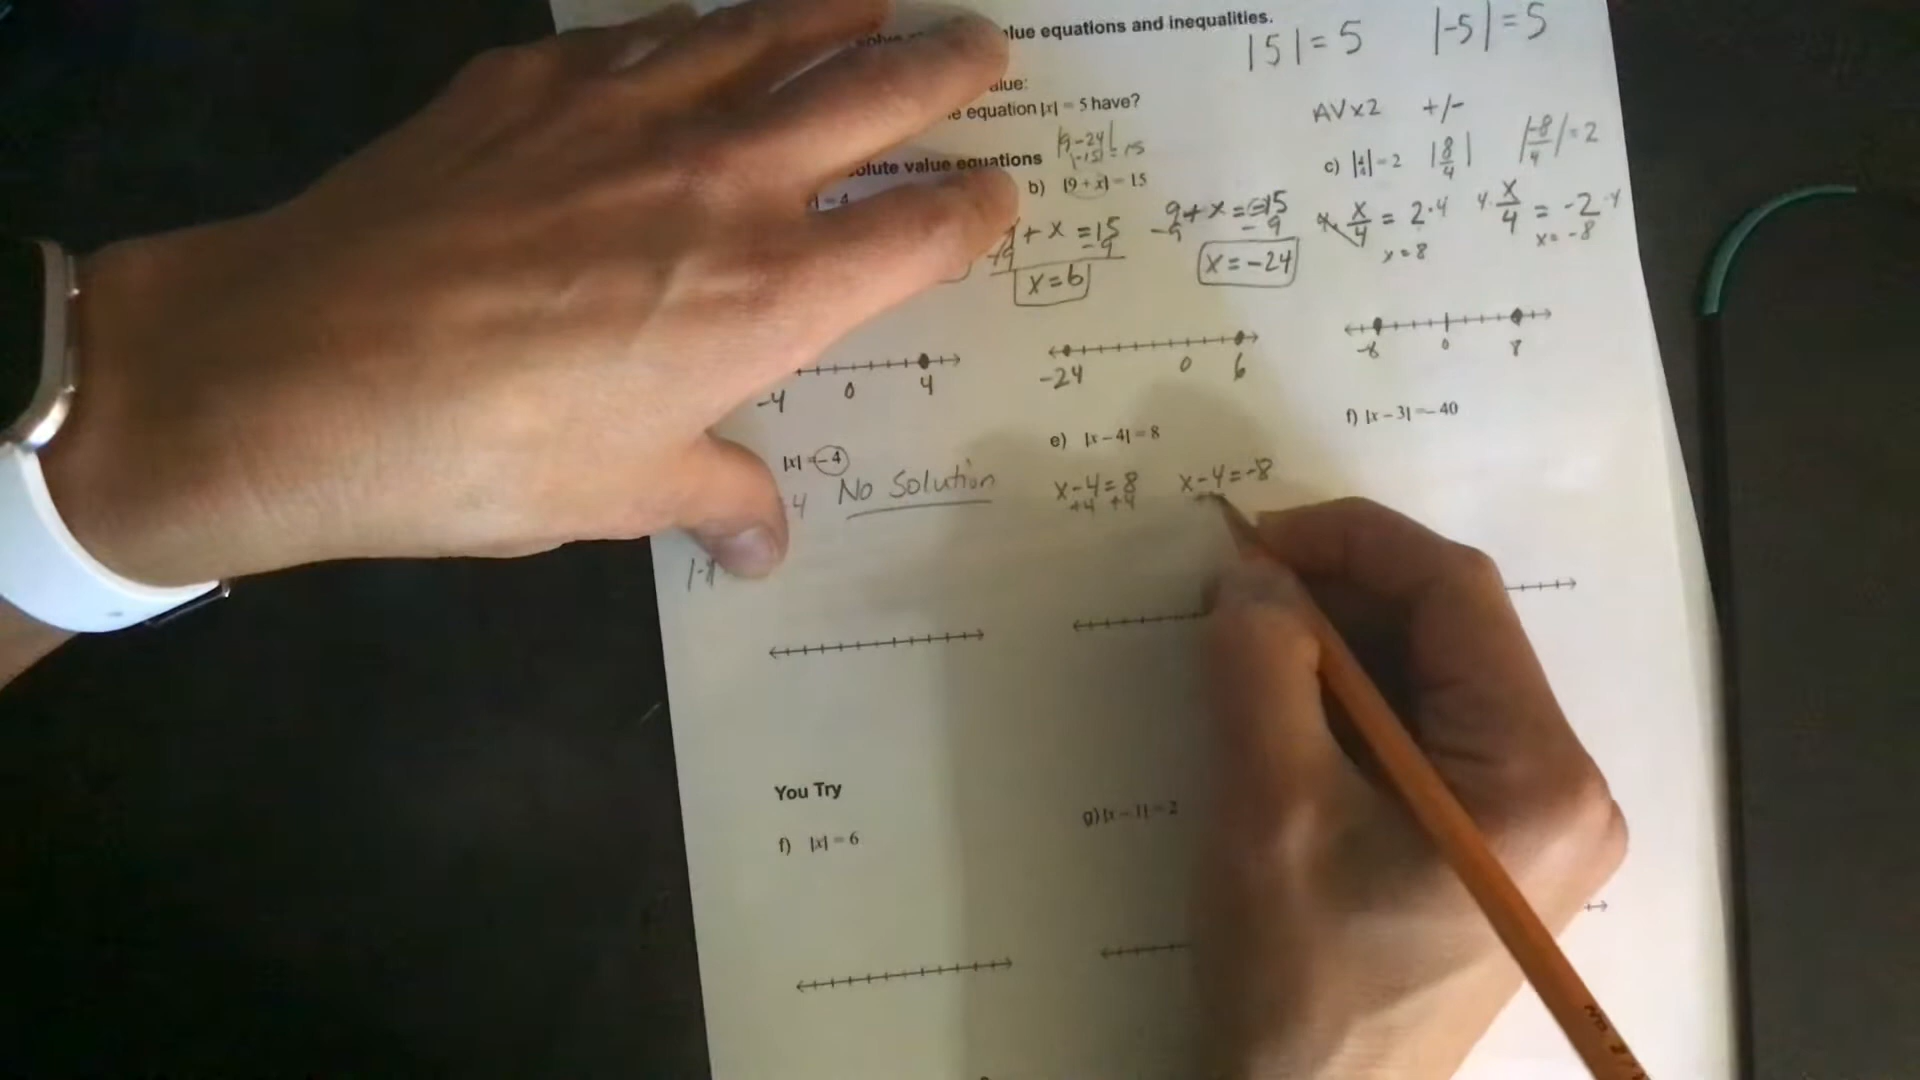 lue equations and inequalities.
|5| = 5 |-5| = 5
alue:
equation |x| = 5 have?
AVx2 +/-
|9-24|
|-15| = 15
olute value equations
c) |x/4| = 2 |8/4| |-8/4| = 2
= 4
b) |9 + x| = 15
+ x = 15 9 + x = -15 x/4 = 2·4 4· x/4 = -2·4
-9 -9 -9 -9 x = 8 x = -8
x = 6 x = -24
-4 0 4 -24 0 6 -8 0 8
|x| = -4 e) |x - 4| = 8 f) |x - 3| = -40
No Solution x-4=8 x-4=-8
+4 +4
You Try
f) |x| = 6 g) |x - 1| = 2
No. 2